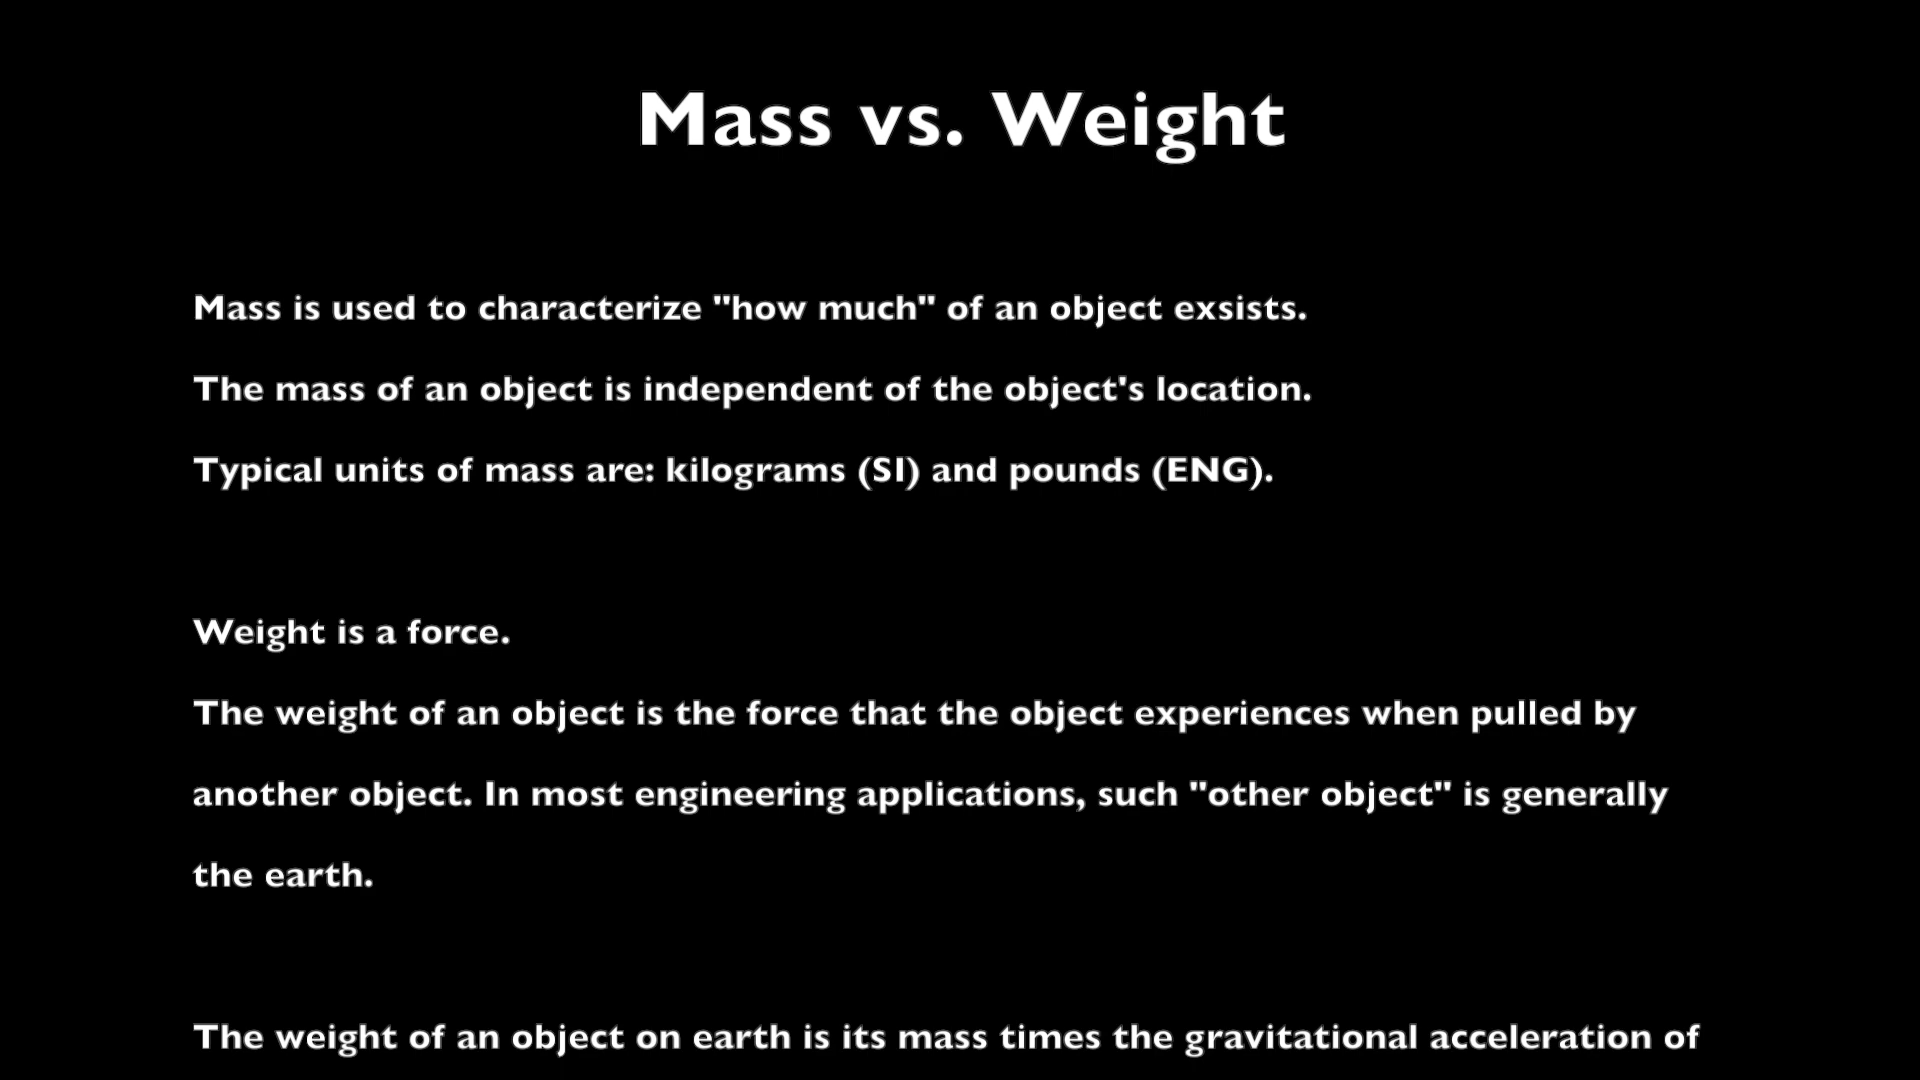 Mass vs. Weight
Mass is used to characterize "how much" of an object exsists.
The mass of an object is independent of the object's location.
Typical units of mass are: kilograms (SI) and pounds (ENG).
Weight is a force.
The weight of an object is the force that the object experiences when pulled by
another object. In most engineering applications, such "other object" is generally
the earth.
The weight of an object on earth is its mass times the gravitational acceleration of